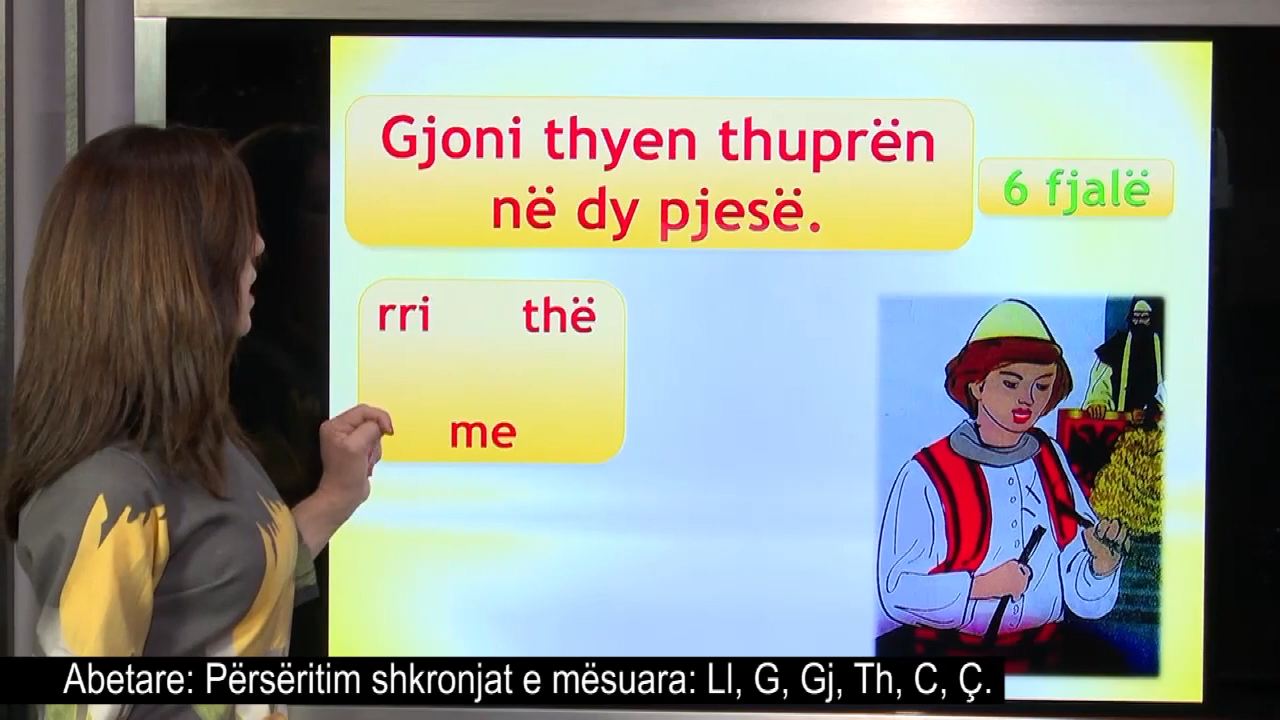 Gjoni thyen thuprën
në dy pjesë.
6 fjalë
rri thë
me
Abetare: Përsëritim shkronjat e mësuara: Ll, G, Gj, Th, C, Ç.